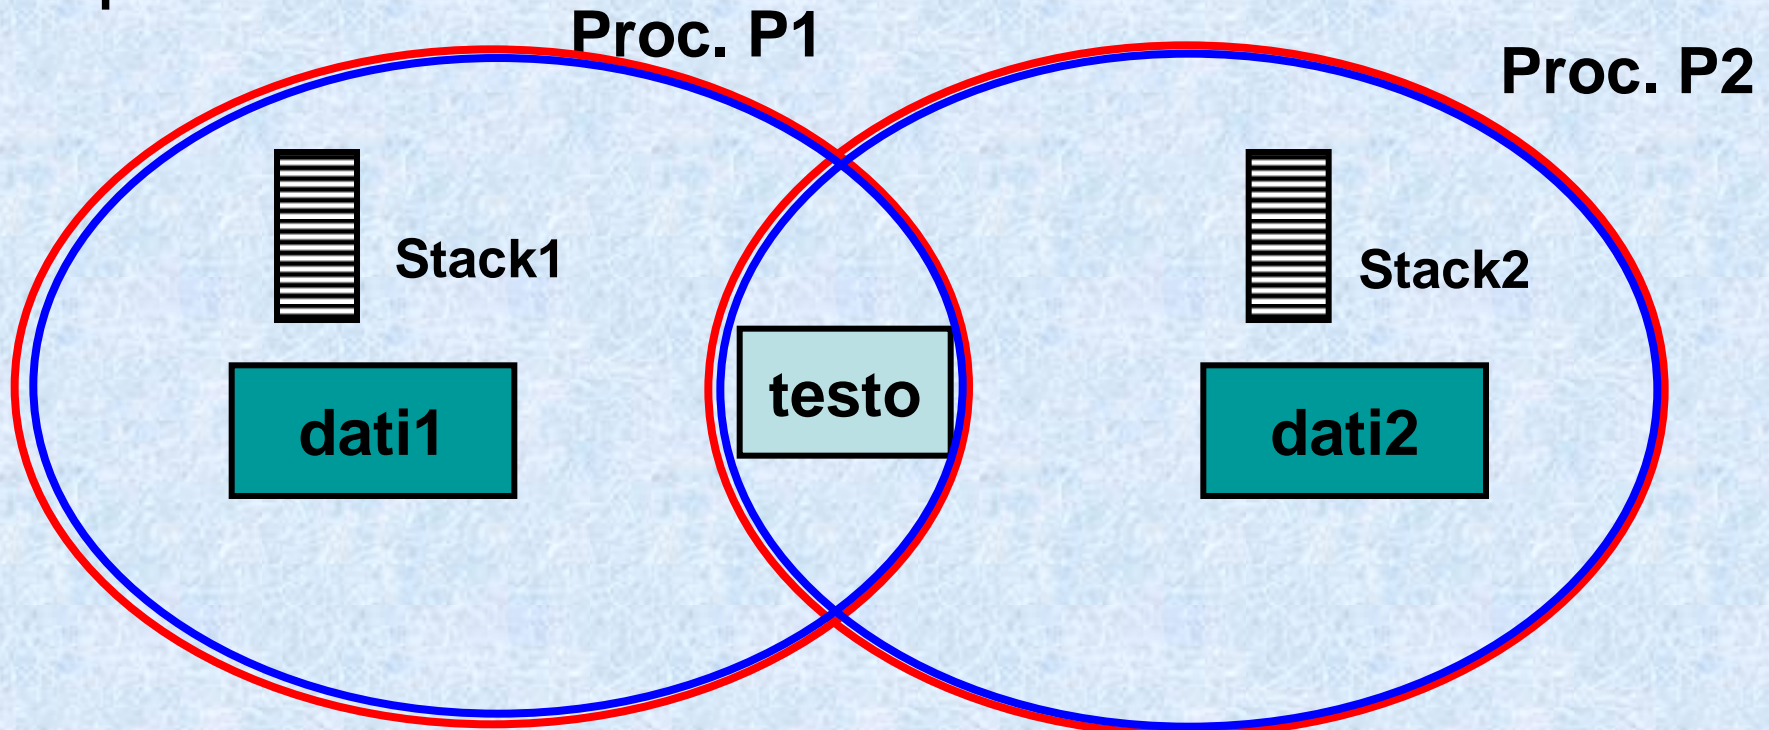 Proc. P1
Proc. P2
Stack1
Stack2
testo
dati1
dati2